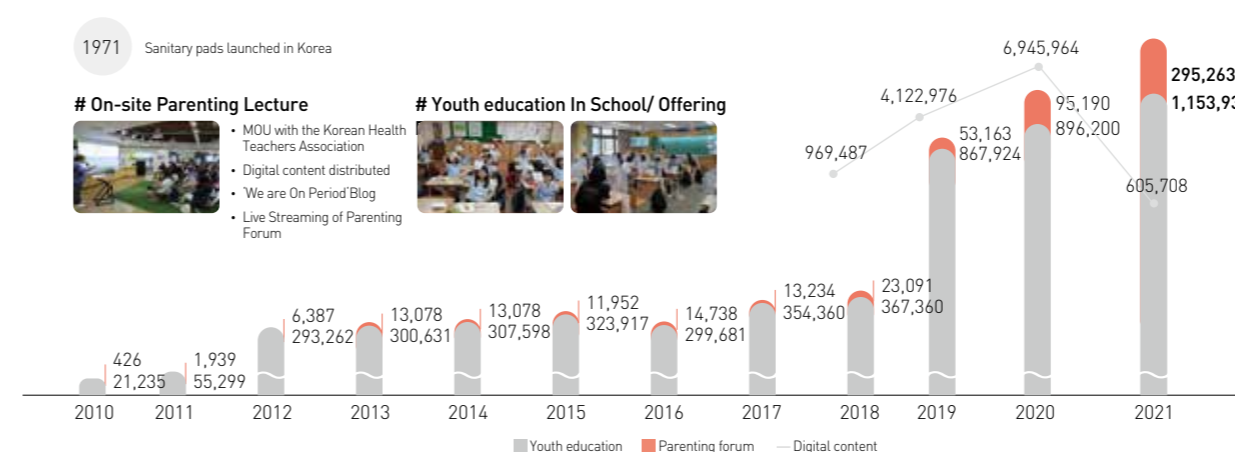 1971 Sanitary pads launched in Korea
# On-site Parenting Lecture
• MOU with the Korean Health
Teachers Association
• Digital content distributed
• 'We are On Period'Blog
• Live Streaming of Parenting
Forum
# Youth education In School/ Offering
426
21,235
1,939
55,299
6,387
293,262
13,078
300,631
13,078
307,598
11,952
323,917
14,738
299,681
13,234
354,360
23,091
367,360
969,487
4,122,976
53,163
867,924
6,945,964
95,190
896,200
295,263
605,708
2010 2011 2012 2013 2014 2015 2016 2017 2018 2019 2020 2021
Youth education Parenting forum Digital content